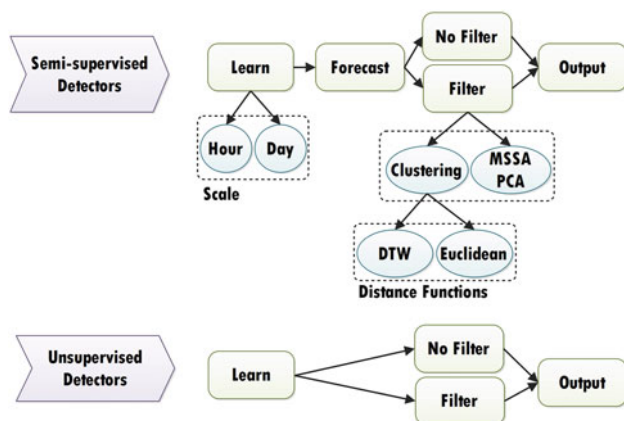 Semi-supervised
Detectors
Learn
Forecast
No Filter
Filter
Output
Hour
Day
Scale
Clustering
MSSA
PCA
DTW
Euclidean
Distance Functions
Unsupervised
Detectors
Learn
No Filter
Filter
Output